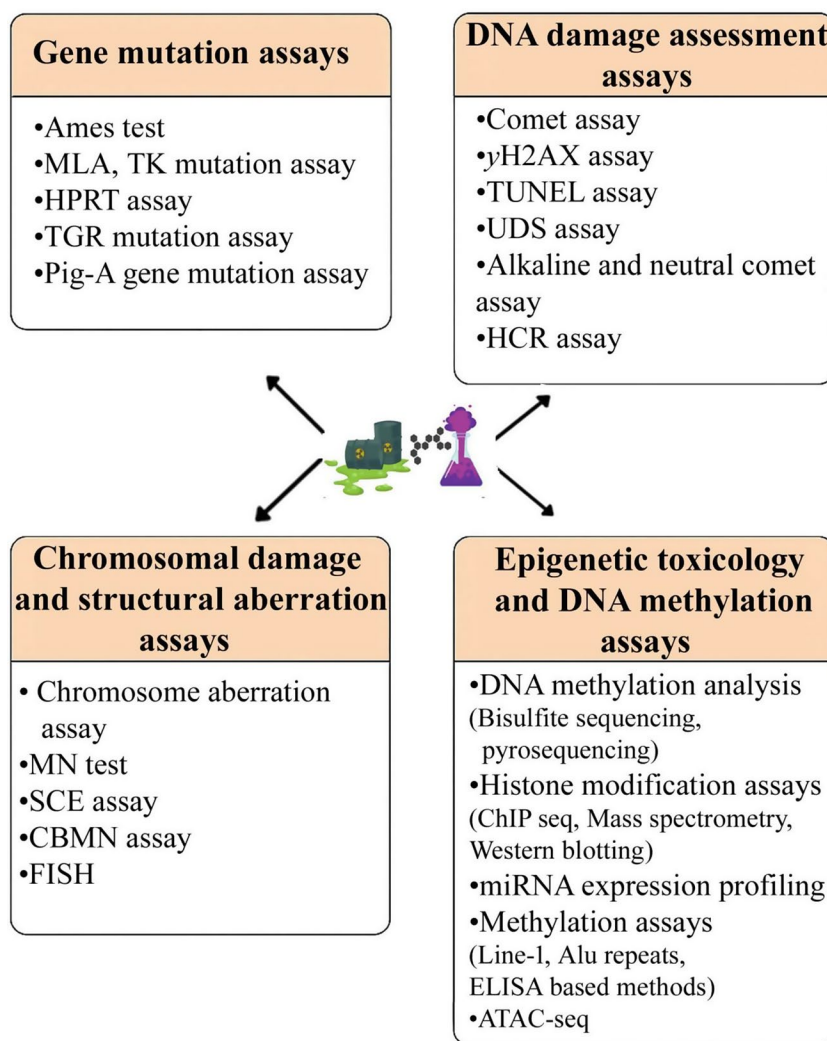 Gene mutation assays
•Ames test
•MLA, TK mutation assay
•HPRT assay
•TGR mutation assay
•Pig-A gene mutation assay
DNA damage assessment
assays
•Comet assay
•yH2AX assay
•TUNEL assay
•UDS assay
•Alkaline and neutral comet
assay
•HCR assay
Chromosomal damage
and structural aberration
assays
• Chromosome aberration
assay
•MN test
•SCE assay
•CBMN assay
•FISH
Epigenetic toxicology
and DNA methylation
assays
•DNA methylation analysis
(Bisulfite sequencing,
pyrosequencing)
•Histone modification assays
(ChIP seq, Mass spectrometry,
Western blotting)
•miRNA expression profiling
•Methylation assays
(Line-1, Alu repeats,
ELISA based methods)
•ATAC-seq